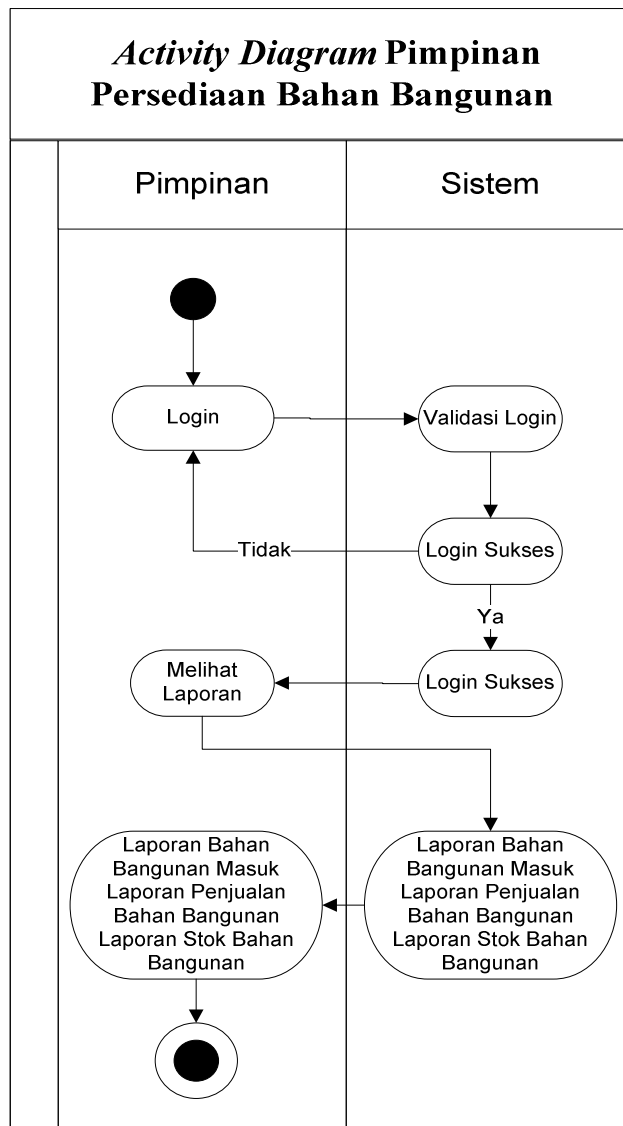 Activity Diagram Pimpinan
Persediaan Bahan Bangunan
Pimpinan
Sistem
Login
Validasi Login
Tidak
Login Sukses
Ya
Melihat
Laporan
Login Sukses
Laporan Bahan
Bangunan Masuk
Laporan Penjualan
Bahan Bangunan
Laporan Stok Bahan
Bangunan
Laporan Bahan
Bangunan Masuk
Laporan Penjualan
Bahan Bangunan
Laporan Stok Bahan
Bangunan